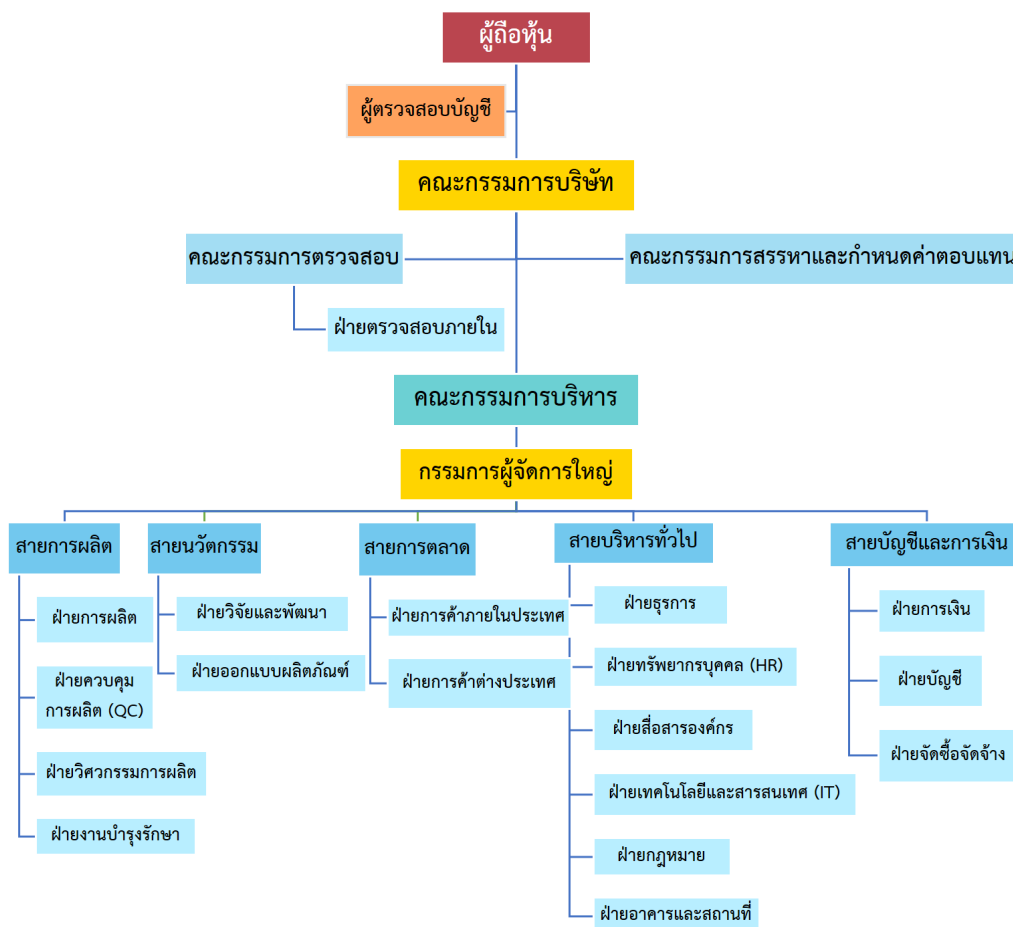 ผู้ถือหุ้น
ผู้ตรวจสอบบัญชี
คณะกรรมการบริษัท
คณะกรรมการตรวจสอบ
คณะกรรมการสรรหาและกำหนดค่าตอบแทน
ฝ่ายตรวจสอบภายใน
คณะกรรมการบริหาร
กรรมการผู้จัดการใหญ่
สายการผลิต
ฝ่ายการผลิต
ฝ่ายควบคุม
การผลิต (QC)
ฝ่ายวิศวกรรมการผลิต
ฝ่ายงานบำรุงรักษา
สายนวัตกรรม
ฝ่ายวิจัยและพัฒนา
ฝ่ายออกแบบผลิตภัณฑ์
สายการตลาด
ฝ่ายการค้าภายในประเทศ
ฝ่ายการค้าต่างประเทศ
สายบริหารทั่วไป
ฝ่ายธุรการ
ฝ่ายทรัพยากรบุคคล (HR)
ฝ่ายสื่อสารองค์กร
ฝ่ายเทคโนโลยีและสารสนเทศ (IT)
ฝ่ายกฎหมาย
ฝ่ายอาคารและสถานที่
สายบัญชีและการเงิน
ฝ่ายการเงิน
ฝ่ายบัญชี
ฝ่ายจัดซื้อจัดจ้าง